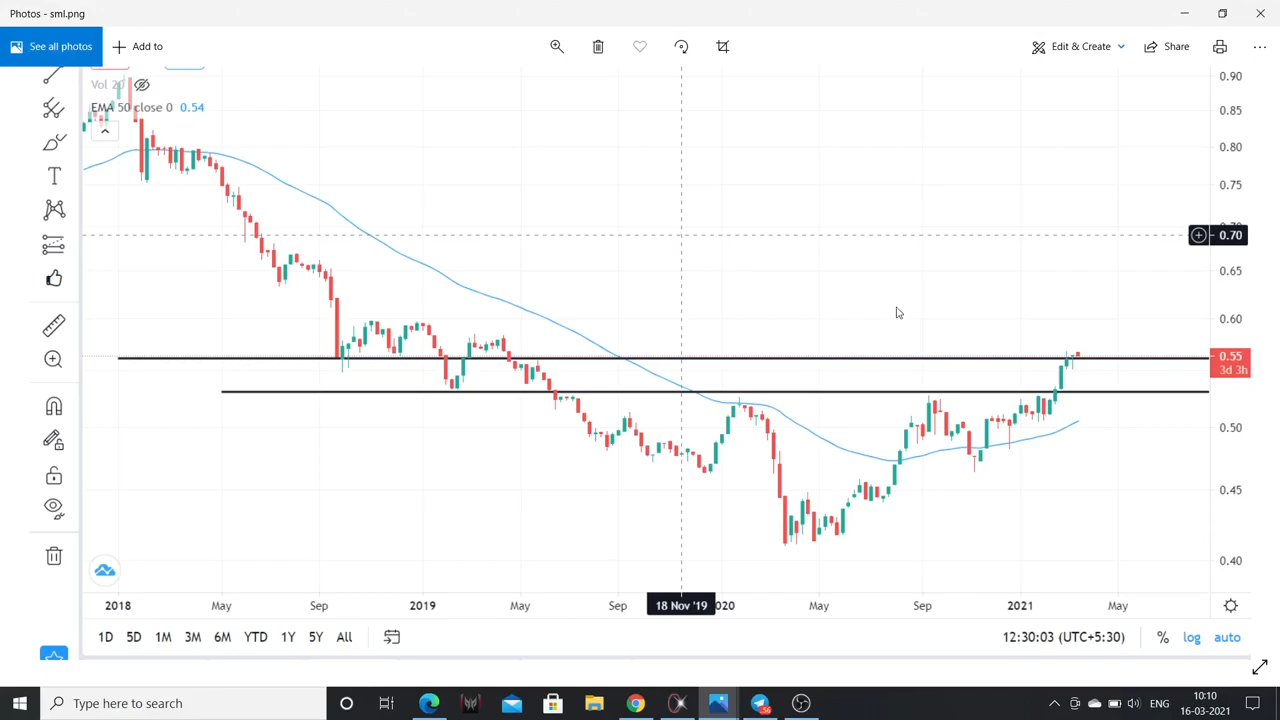 Photos - sml.png
See all photos
Add to
Edit & Create
Share
Vol 20
EMA 50 close 0 0.54
0.90
0.85
0.80
0.75
0.70
0.65
0.60
0.55
3d 3h
0.50
0.45
0.40
2018 May Sep 2019 May Sep 18 Nov '19 020 May Sep 2021 May
1D 5D 1M 3M 6M YTD 1Y 5Y All 12:30:03 (UTC+5:30) % log auto
Type here to search
ENG
10:10
16-03-2021